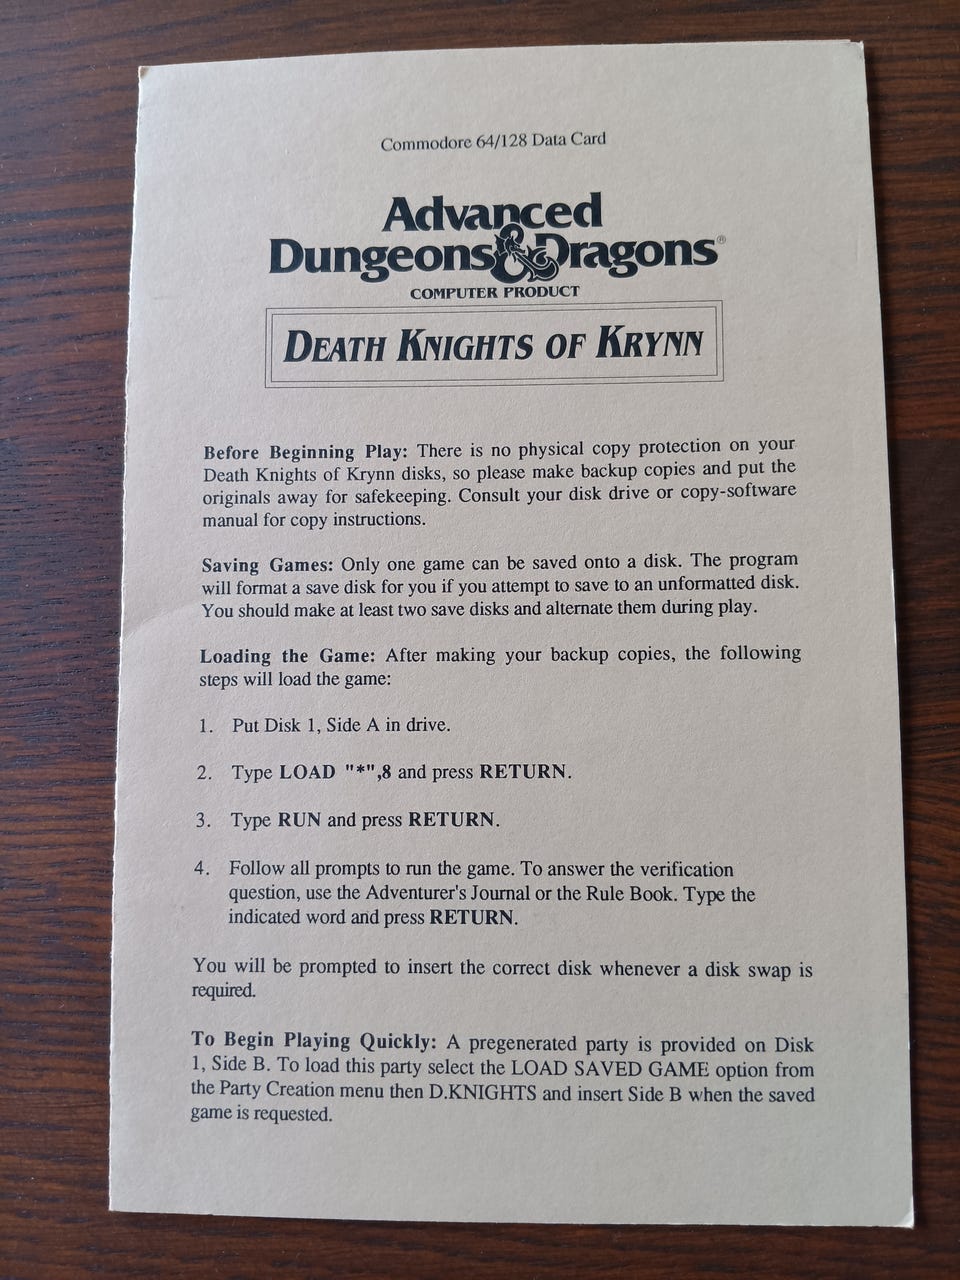 Commodore 64/128 Data Card
Advanced
Dungeons & Dragons®
COMPUTER PRODUCT
DEATH KNIGHTS OF KRYNN
Before Beginning Play: There is no physical copy protection on your
Death Knights of Krynn disks, so please make backup copies and put the
originals away for safekeeping. Consult your disk drive or copy-software
manual for copy instructions.
Saving Games: Only one game can be saved onto a disk. The program
will format a save disk for you if you attempt to save to an unformatted disk.
You should make at least two save disks and alternate them during play.
Loading the Game: After making your backup copies, the following
steps will load the game:
1. Put Disk 1, Side A in drive.
2. Type LOAD "*",8 and press RETURN.
3. Type RUN and press RETURN.
4. Follow all prompts to run the game. To answer the verification
question, use the Adventurer's Journal or the Rule Book. Type the
indicated word and press RETURN.
You will be prompted to insert the correct disk whenever a disk swap is
required.
To Begin Playing Quickly: A pregenerated party is provided on Disk
1, Side B. To load this party select the LOAD SAVED GAME option from
the Party Creation menu then D.KNIGHTS and insert Side B when the saved
game is requested.